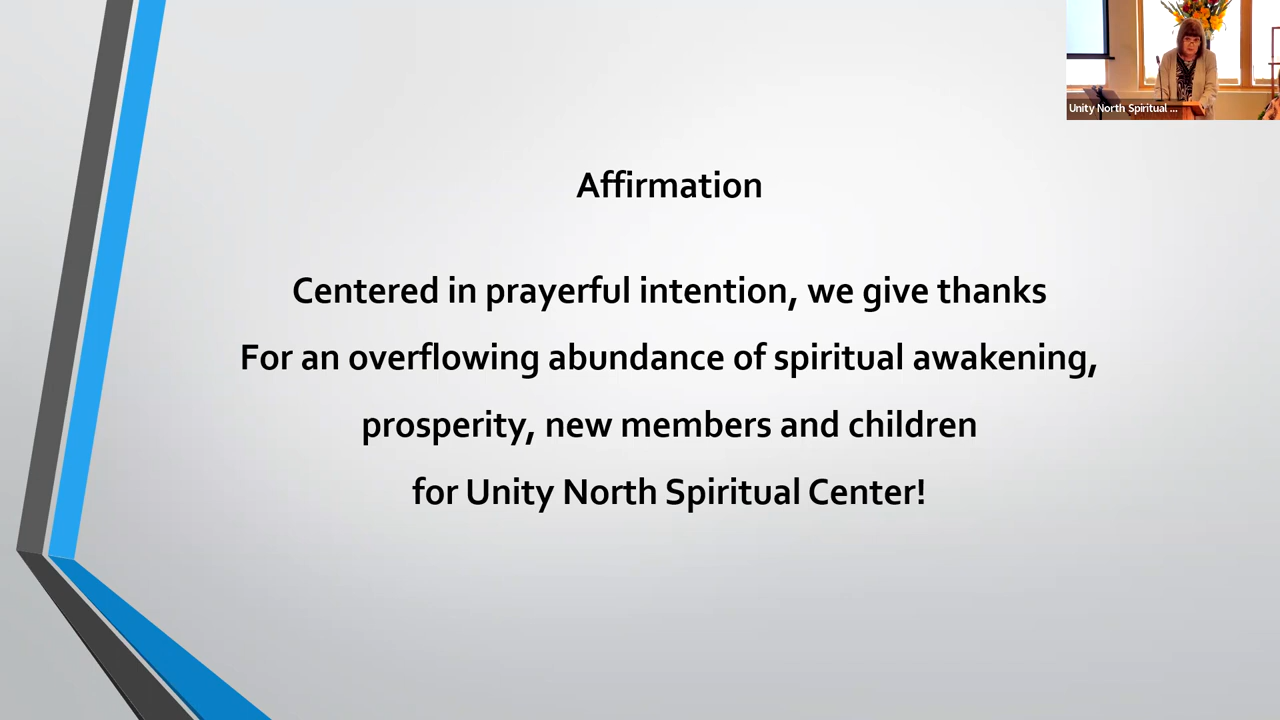 Unity North Spiritual ...
Affirmation
Centered in prayerful intention, we give thanks
For an overflowing abundance of spiritual awakening,
prosperity, new members and children
for Unity North Spiritual Center!